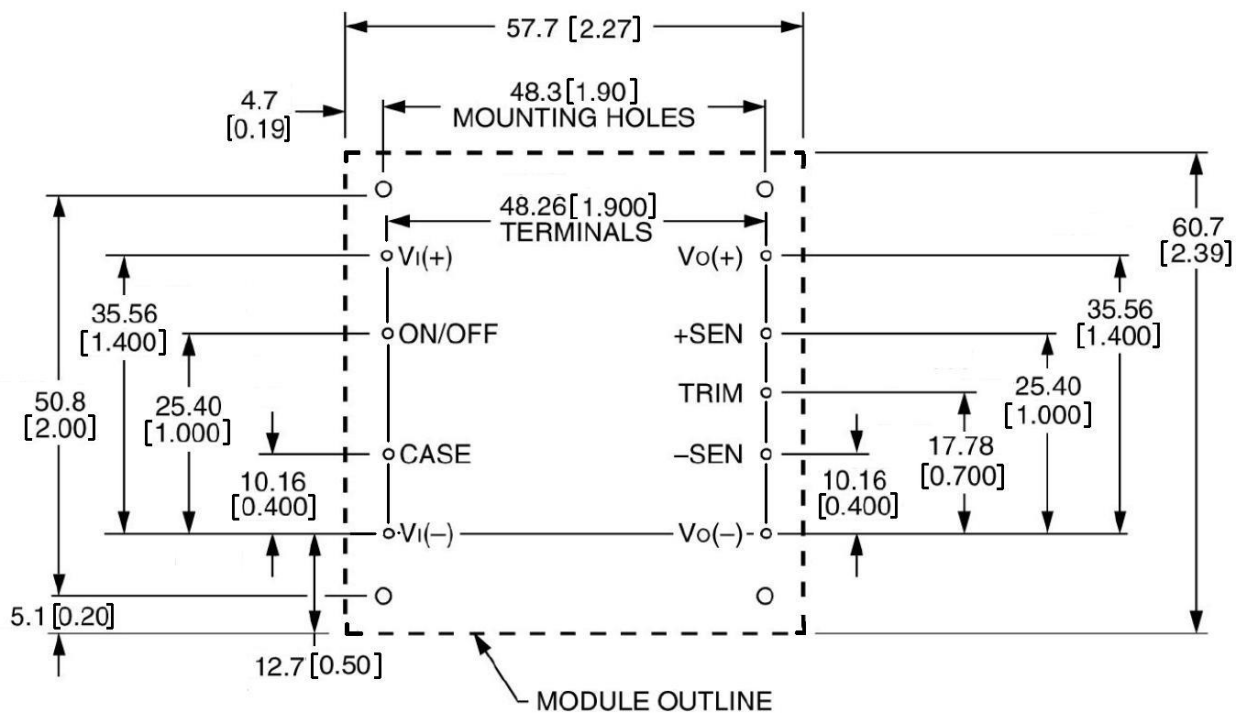 57.7 [2.27]
48.3[1.90]
MOUNTING HOLES
4.7
[0.19]
48.26[1.900]
TERMINALS
60.7
[2.39]
VI(+)
VO(+)
35.56
[1.400]
35.56
[1.400]
ON/OFF
+SEN
TRIM
50.8
[2.00]
25.40
[1.000]
25.40
[1.000]
CASE
–SEN
17.78
[0.700]
10.16
[0.400]
10.16
[0.400]
VI(–)
VO(–)
5.1[0.20]
12.7[0.50]
MODULE OUTLINE